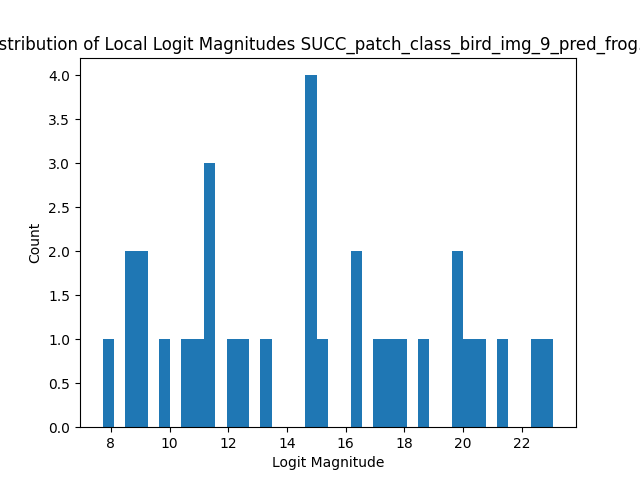 stribution of Local Logit Magnitudes SUCC_patch_class_bird_img_9_pred_frog.
4.0
3.5
3.0
2.5
2.0
1.5
1.0
0.5
0.0
Count
8 10 12 14 16 18 20 22
Logit Magnitude